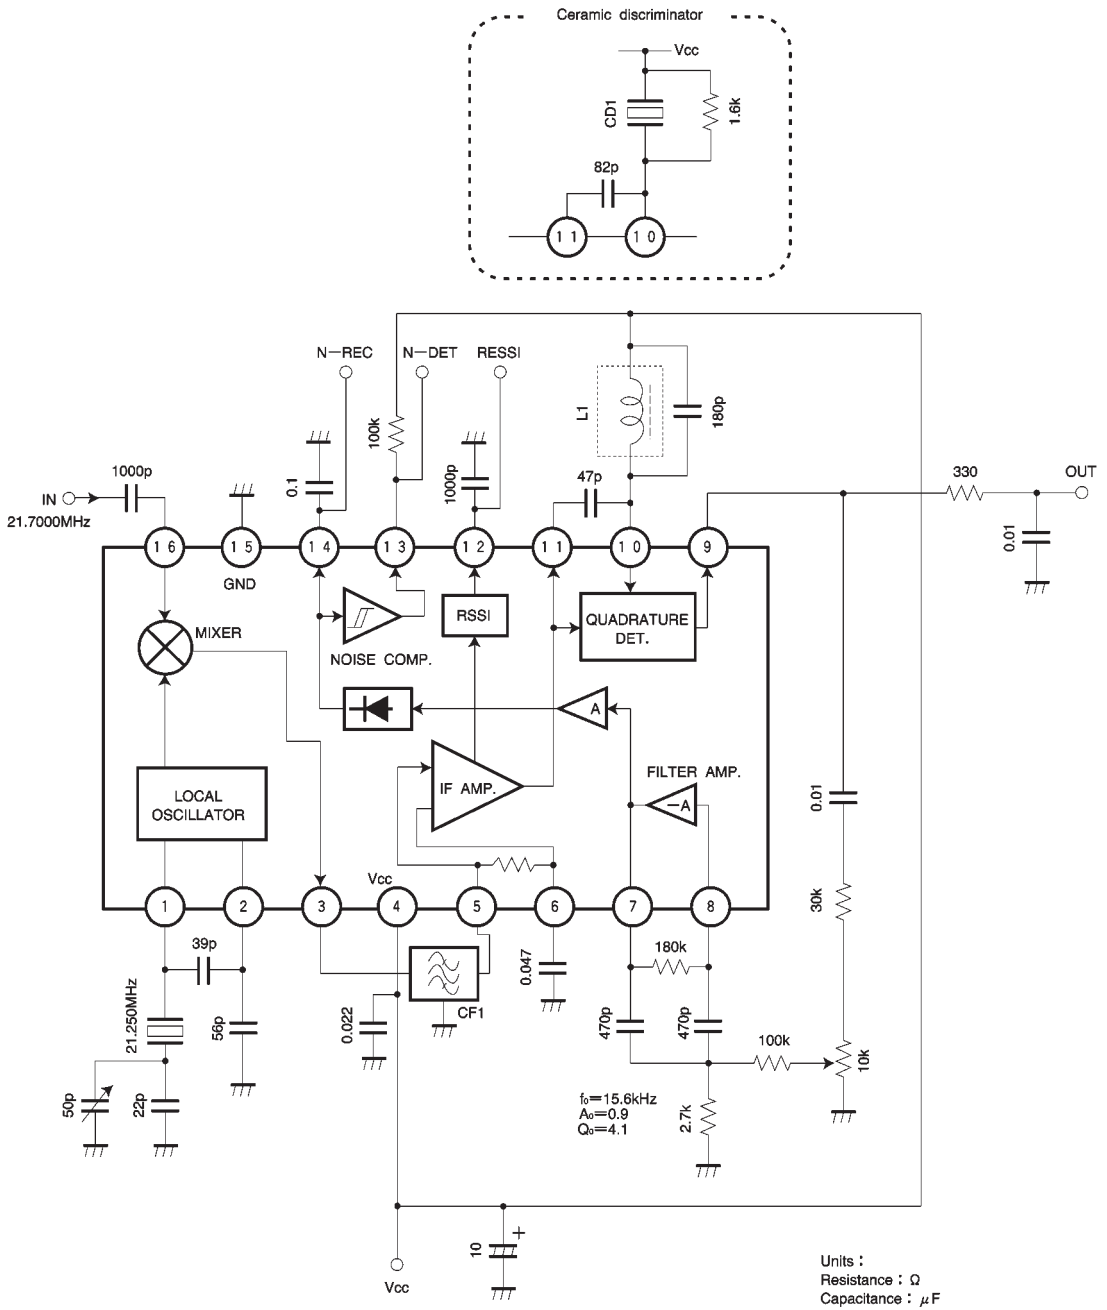 Ceramic discriminator
Vcc
CD1
1.6k
82p
11
10
N-REC
N-DET
RESSI
100k
0.1
1000p
L1
180p
47p
1000p
IN
21.7000MHz
330
OUT
0.01
16
15
14
13
12
11
10
9
GND
MIXER
NOISE COMP.
RSSI
QUADRATURE
DET.
A
IF AMP.
FILTER AMP.
-A
LOCAL
OSCILLATOR
0.01
30k
10k
Vcc
1
2
3
4
5
6
7
8
39p
21.250MHz
56p
50p
22p
0.022
CF1
0.047
180k
470p
470p
100k
2.7k
f₀=15.6kHz
A₀=0.9
Q₀=4.1
10
+
Vcc
Units :
Resistance : Ω
Capacitance : μF